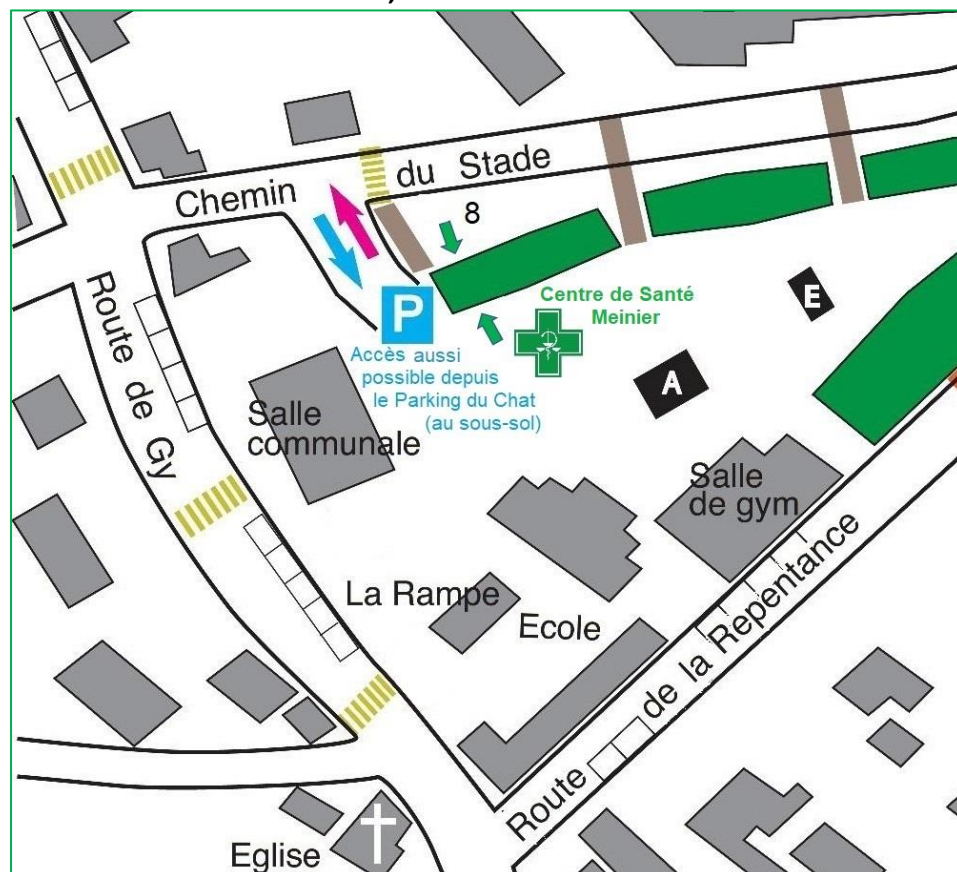 Chemin du Stade
8
P
Centre de Santé
Meinier
E
Accès aussi
possible depuis
le Parking du Chat
(au sous-sol)
A
Route de Gy
Salle
communale
Salle
de gym
La Rampe
Ecole
Route de la Repentance
Eglise